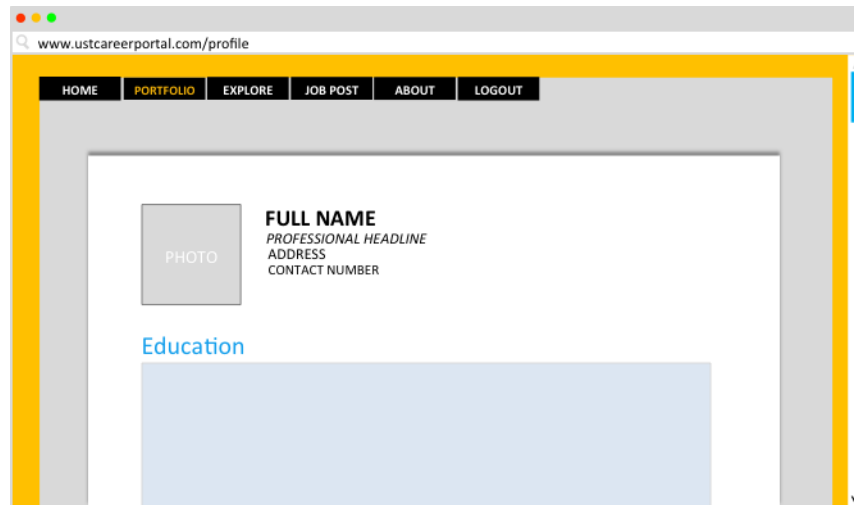 www.ustcareerportal.com/profile
HOME PORTFOLIO EXPLORE JOB POST ABOUT LOGOUT
PHOTO
FULL NAME
PROFESSIONAL HEADLINE
ADDRESS
CONTACT NUMBER
Education